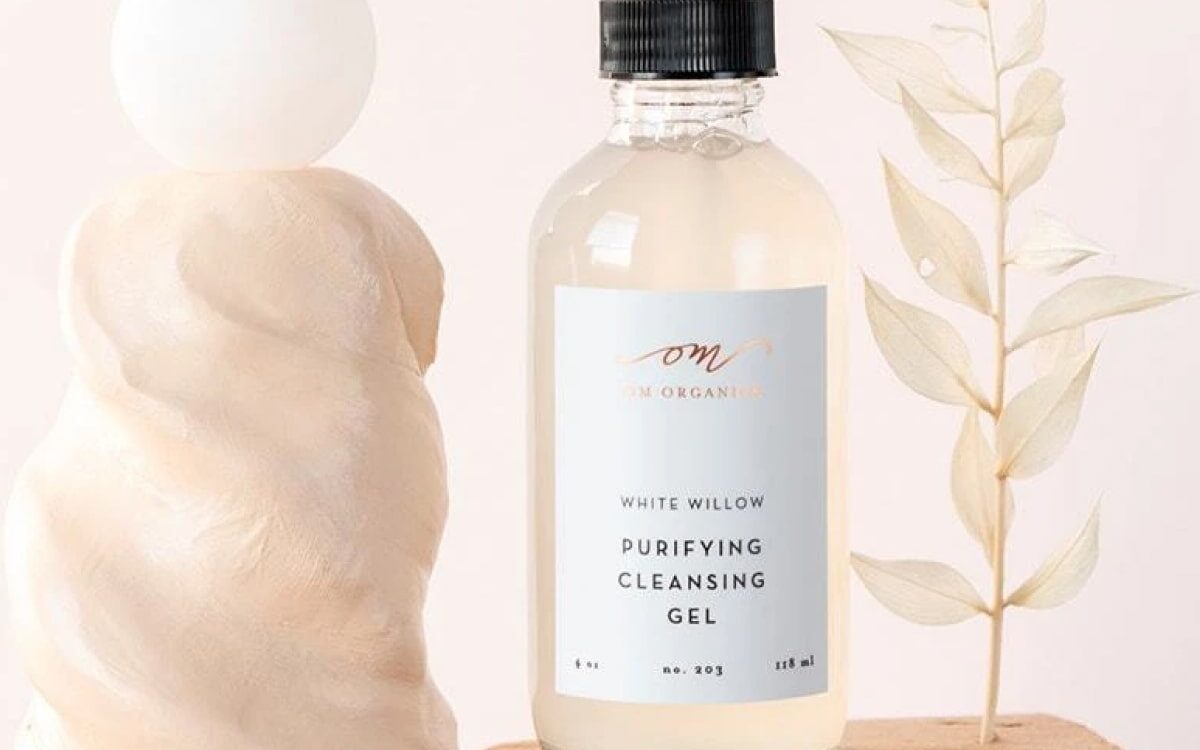 om
OM ORGANICS
WHITE WILLOW
PURIFYING
CLEANSING
GEL
4 oz no. 203 118 ml